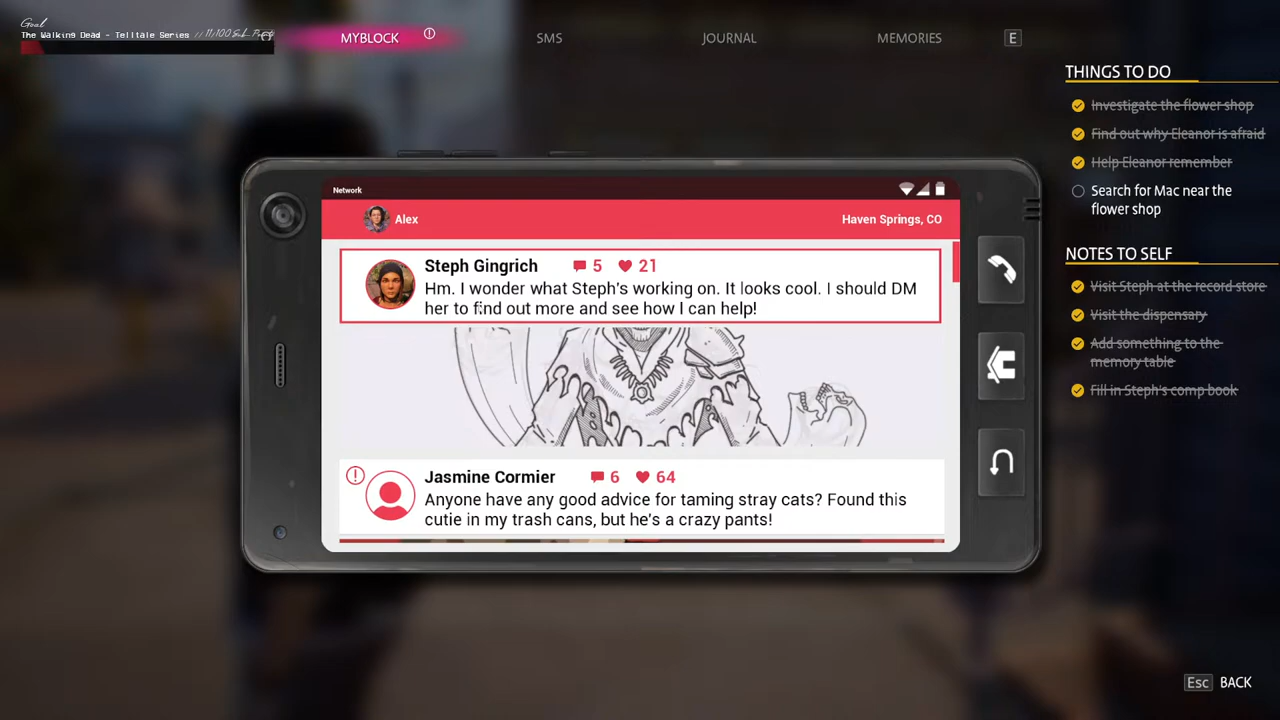 Goal
The Walking Dead - Telltale Series // 11/100 Sub Points
MYBLOCK
SMS
JOURNAL
MEMORIES
E
THINGS TO DO
Investigate the flower shop
Find out why Eleanor is afraid
Help Eleanor remember
Search for Mac near the
flower shop
NOTES TO SELF
Visit Steph at the record store
Visit the dispensary
Add something to the
memory table
Fill in Steph's comp book
Network
Alex
Haven Springs, CO
Steph Gingrich 5 21
Hm. I wonder what Steph's working on. It looks cool. I should DM
her to find out more and see how I can help!
Jasmine Cormier 6 64
Anyone have any good advice for taming stray cats? Found this
cutie in my trash cans, but he's a crazy pants!
Esc BACK